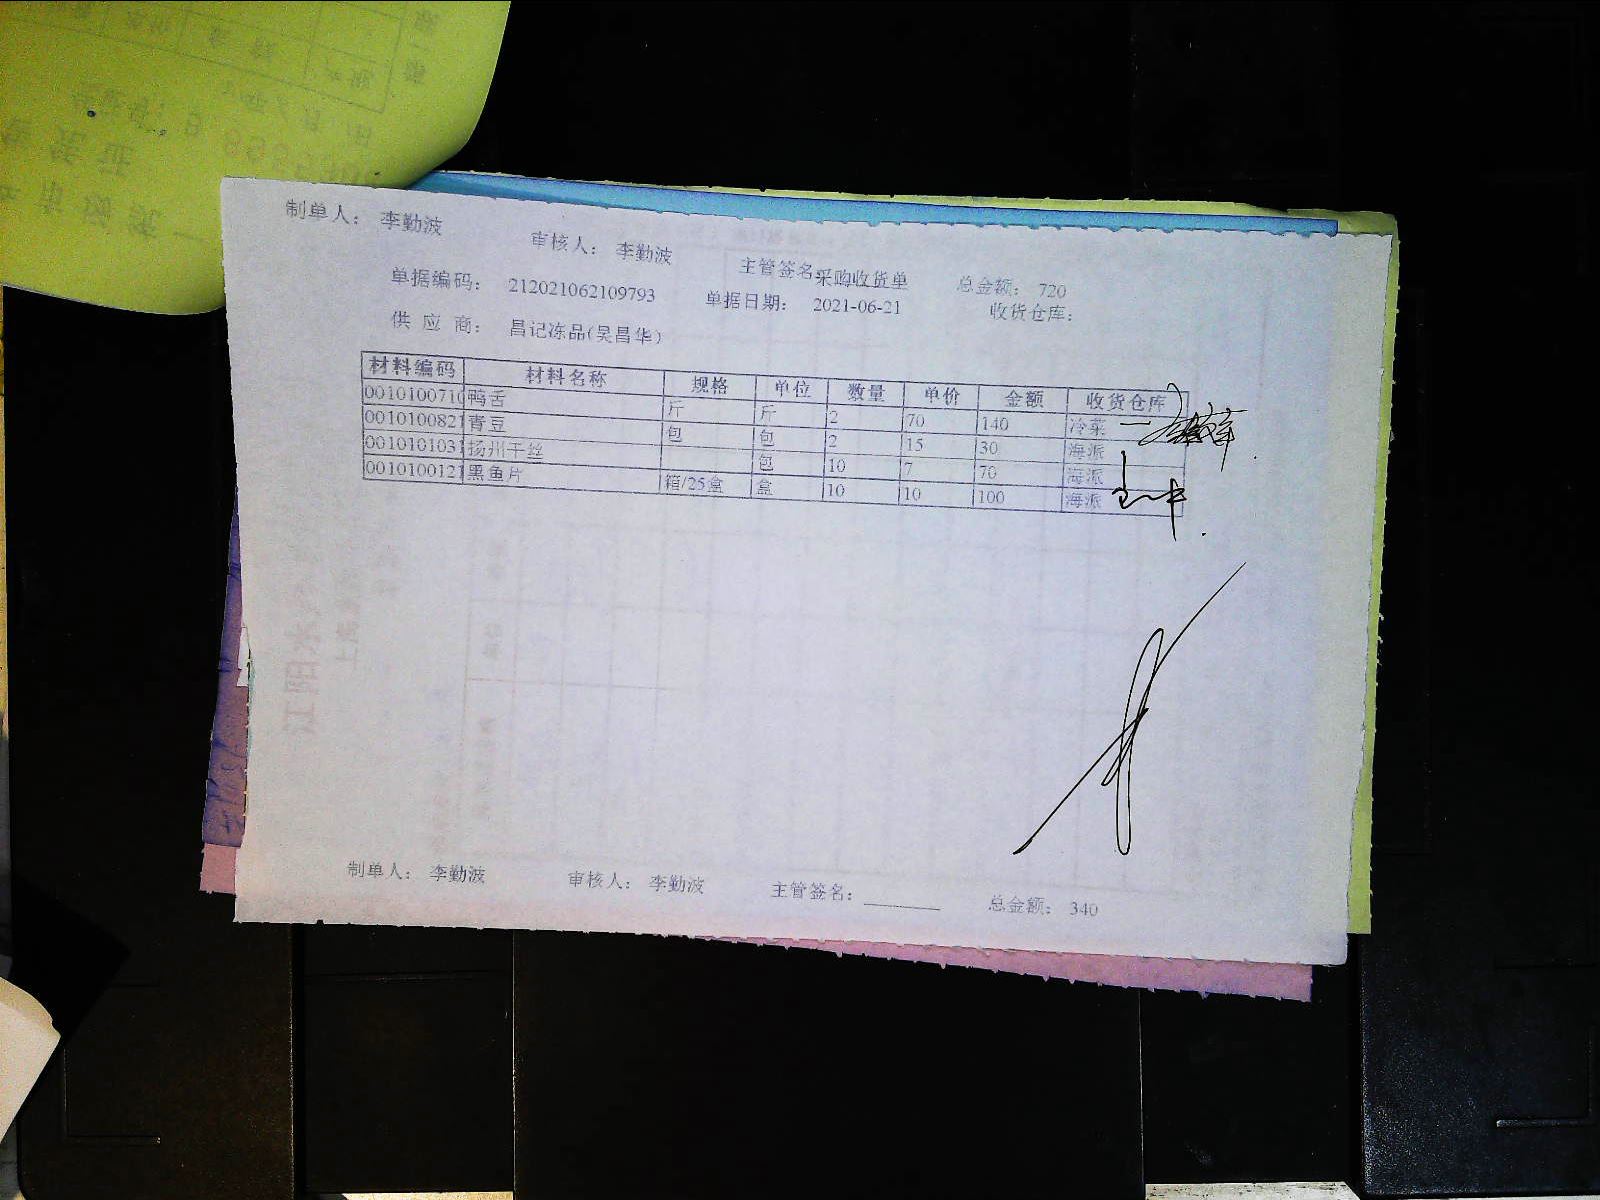 制单人： 李勤波 审核人： 李勤波 主管签名 总金额： 720
采购收货单
单据编码： 212021062109793 单据日期： 2021-06-21 收货仓库：
供 应 商： 昌记冻品(吴昌华)
材料编码 材料名称 规格 单位 数量 单价 金额 收货仓库
0010100710 鸭舌 斤 斤 2 70 140 冷菜
0010100821 青豆 包 包 2 15 30 海派
0010101031 扬州干丝 包 10 7 70 海派
0010100121 黑鱼片 箱/25盒 盒 10 10 100 海派
制单人： 李勤波 审核人： 李勤波 主管签名： 总金额： 340